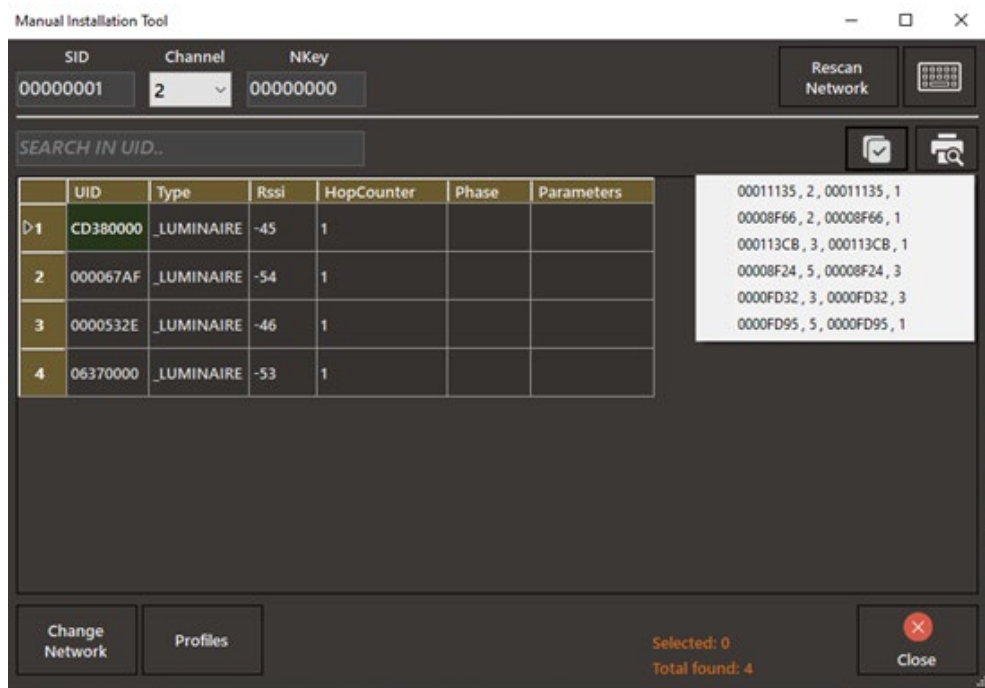 Manual Installation Tool
SID Channel NKey
00000001 2 00000000
Rescan
Network
SEARCH IN UID..
UID Type Rssi HopCounter Phase Parameters
1 CD380000 _LUMINAIRE -45 1
2 000067AF _LUMINAIRE -54 1
3 0000532E _LUMINAIRE -46 1
4 06370000 _LUMINAIRE -53 1
00011135 , 2 , 00011135 , 1
00008F66 , 2 , 00008F66 , 1
000113CB , 3 , 000113CB , 1
00008F24 , 5 , 00008F24 , 3
0000FD32 , 3 , 0000FD32 , 3
0000FD95 , 5 , 0000FD95 , 1
Change
Network
Profiles
Selected: 0
Total found: 4
Close